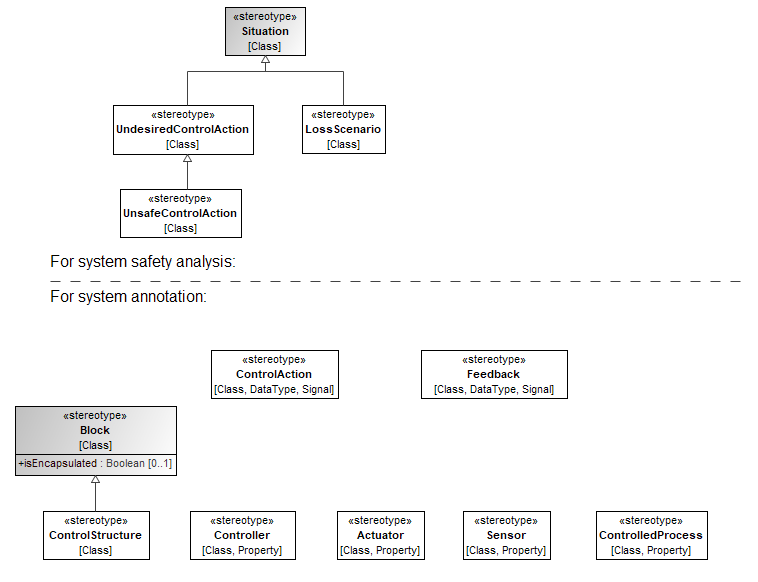 «stereotype»
Situation
[Class]
«stereotype»
UndesiredControlAction
[Class]
«stereotype»
LossScenario
[Class]
«stereotype»
UnsafeControlAction
[Class]
For system safety analysis:
For system annotation:
«stereotype»
ControlAction
[Class, DataType, Signal]
«stereotype»
Feedback
[Class, DataType, Signal]
«stereotype»
Block
[Class]
+isEncapsulated : Boolean [0..1]
«stereotype»
ControlStructure
[Class]
«stereotype»
Controller
[Class, Property]
«stereotype»
Actuator
[Class, Property]
«stereotype»
Sensor
[Class, Property]
«stereotype»
ControlledProcess
[Class, Property]